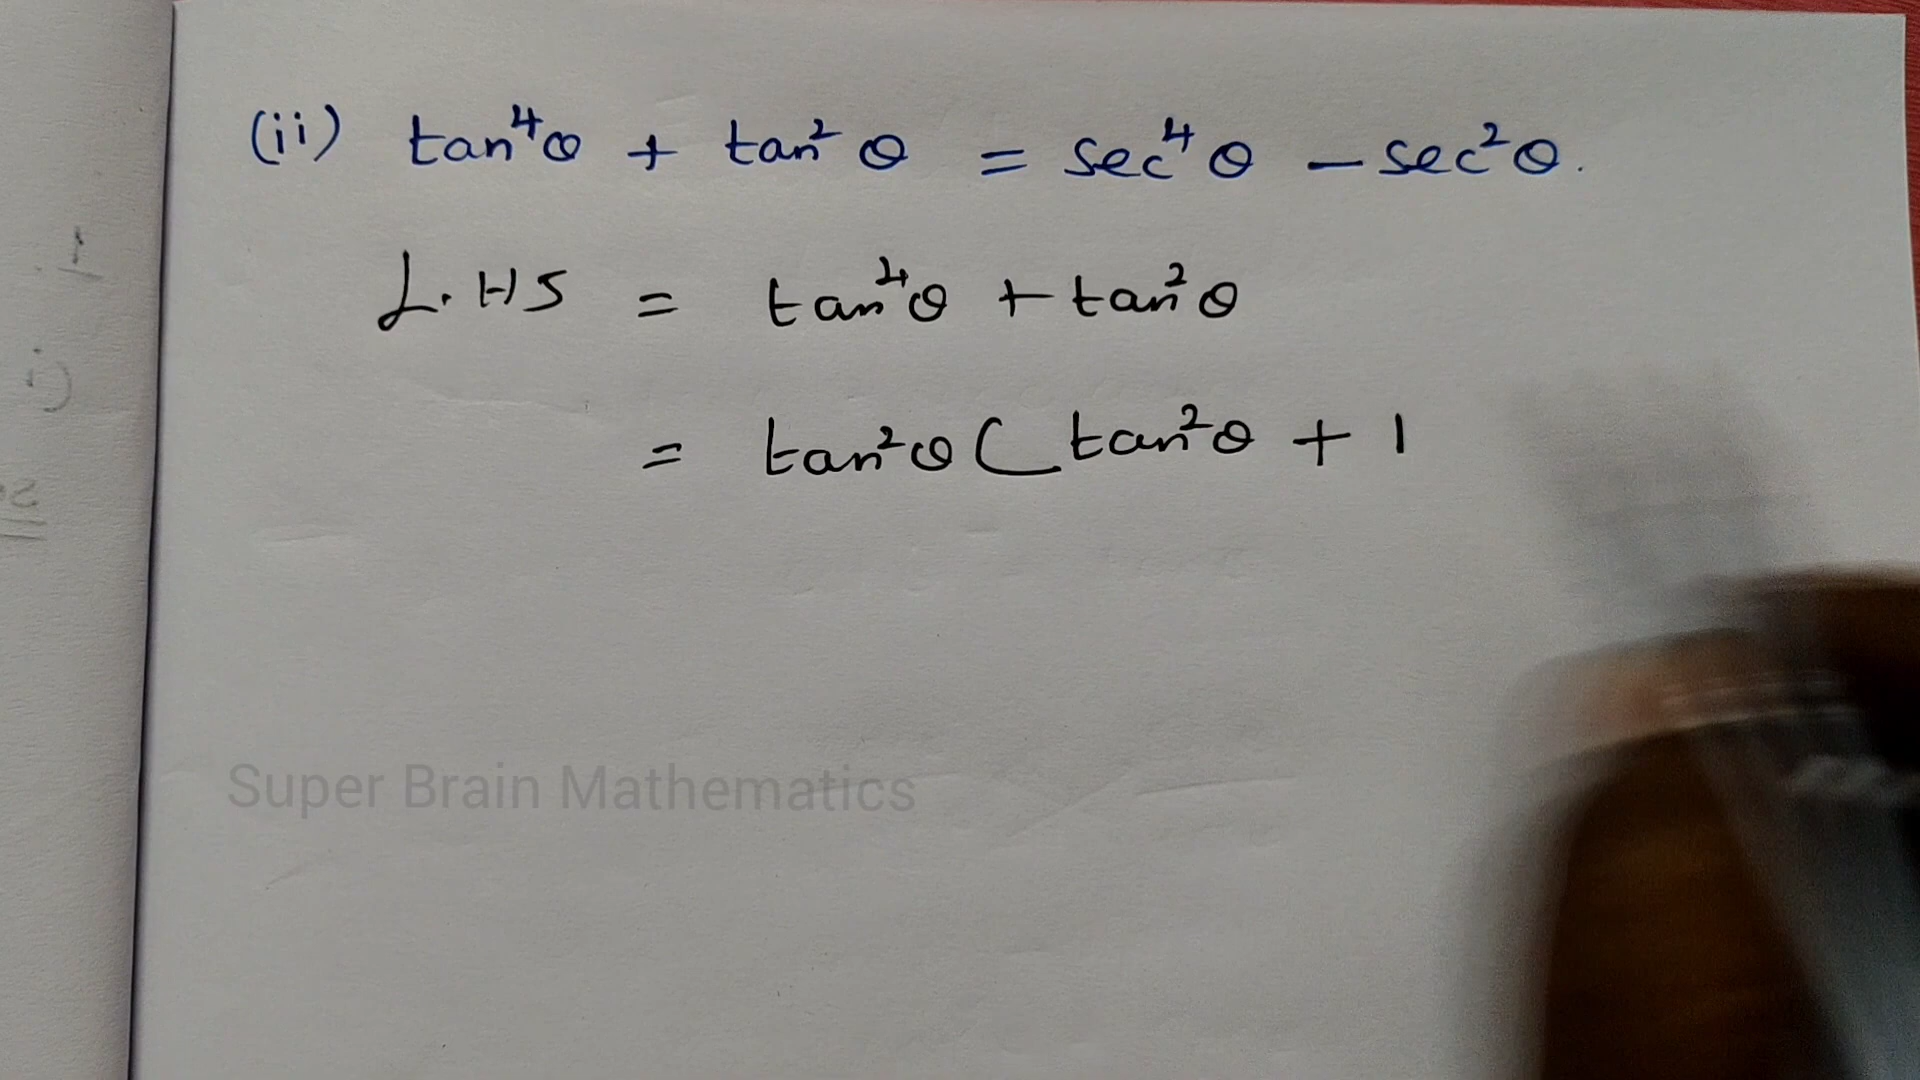 (ii) tan⁴θ + tan²θ = sec⁴θ - sec²θ.
L.HS = tan⁴θ + tan²θ
= tan²θ ( tan²θ + 1
Super Brain Mathematics